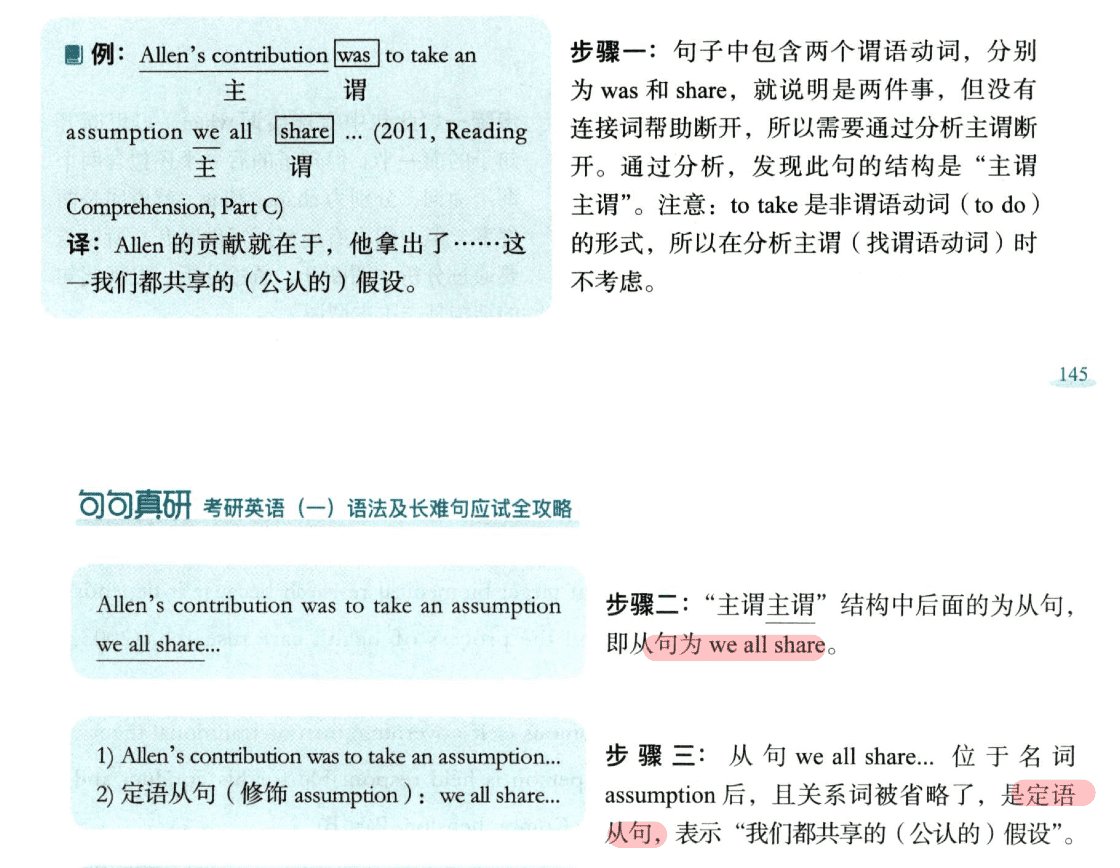 例：Allen's contribution was to take an
主 谓
assumption we all share ... (2011, Reading
主 谓
Comprehension, Part C)
译：Allen 的贡献就在于，他拿出了……这
一我们都共享的（公认的）假设。
步骤一：句子中包含两个谓语动词，分别
为 was 和 share，就说明是两件事，但没有
连接词帮助断开，所以需要通过分析主谓断
开。通过分析，发现此句的结构是“主谓
主谓”。注意：to take 是非谓语动词（to do）
的形式，所以在分析主谓（找谓语动词）时
不考虑。
145
句句真研 考研英语（一）语法及长难句应试全攻略
Allen's contribution was to take an assumption
we all share...
步骤二：“主谓主谓”结构中后面的为从句，
即从句为 we all share。
1) Allen's contribution was to take an assumption...
2) 定语从句（修饰 assumption）：we all share...
步骤三：从句 we all share... 位于名词
assumption 后，且关系词被省略了，是定语
从句，表示“我们都共享的（公认的）假设”。